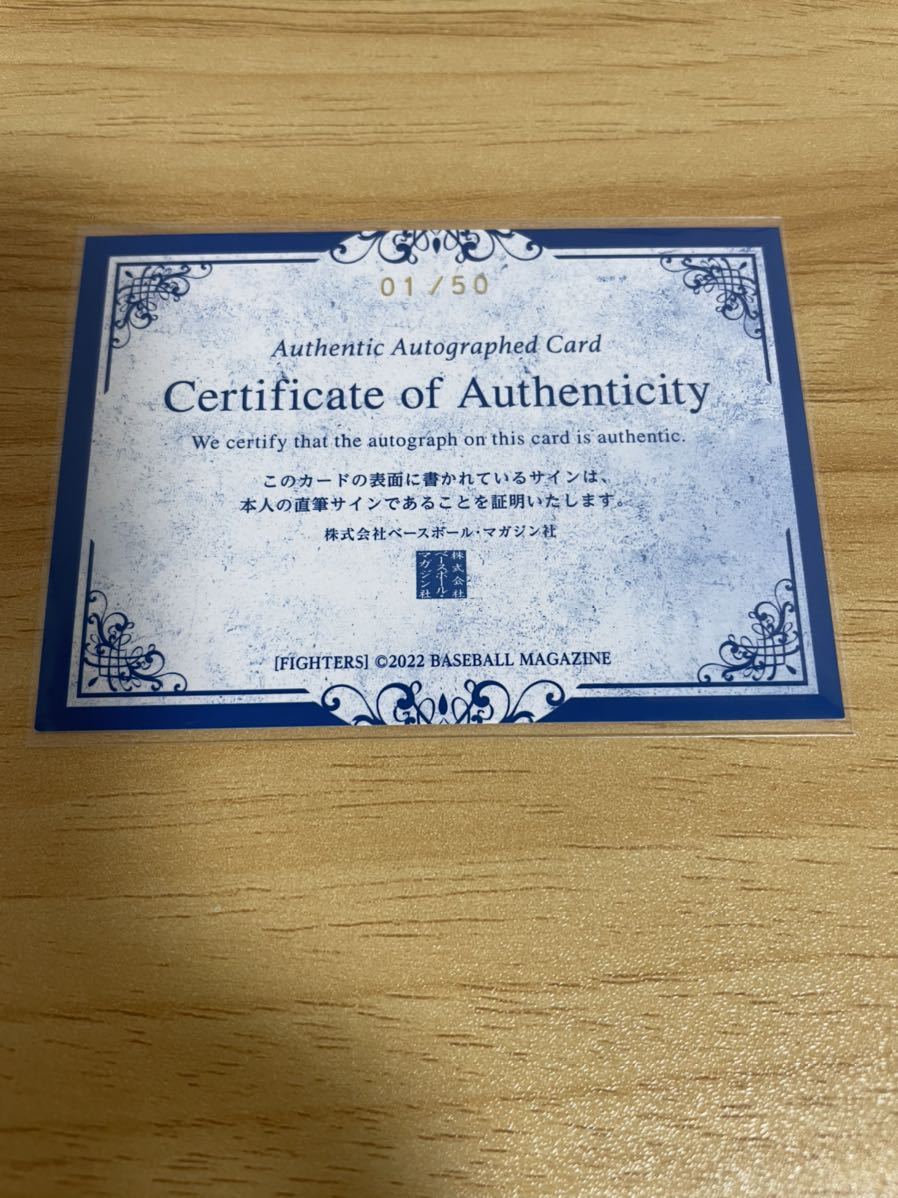 01/50
Authentic Autographed Card
Certificate of Authenticity
We certify that the autograph on this card is authentic.
このカードの表面に書かれているサインは、
本人の直筆サインであることを証明いたします。
株式会社ベースボール・マガジン社
株式会社
ベースボール・
マガジン社
[FIGHTERS] ©2022 BASEBALL MAGAZINE